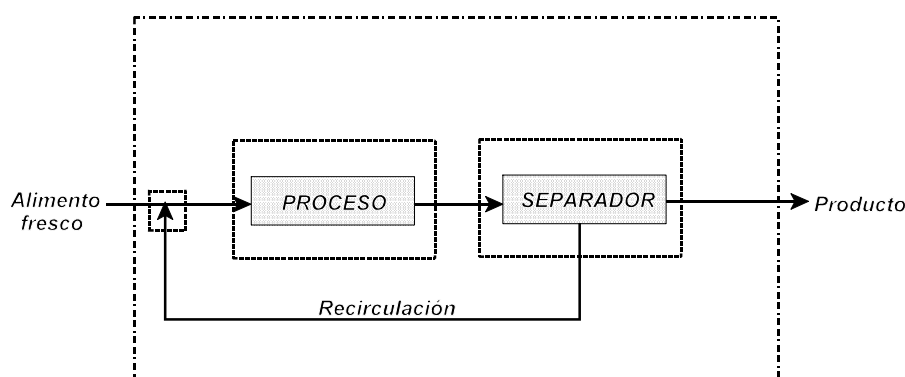 Alimento
fresco
PROCESO
SEPARADOR
Producto
Recirculación